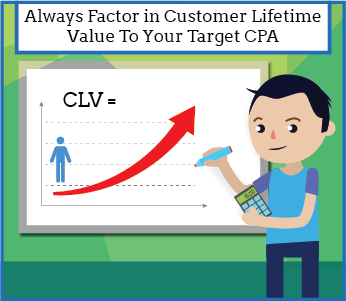 Always Factor in Customer Lifetime
Value To Your Target CPA
CLV =